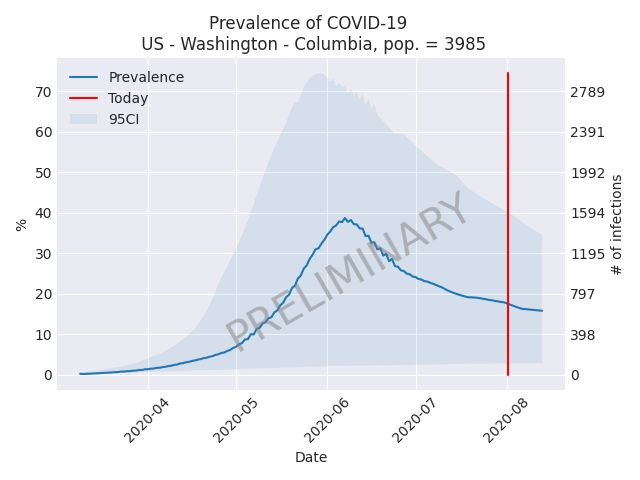 Prevalence of COVID-19
US - Washington - Columbia, pop. = 3985
Prevalence
Today
95CI
PRELIMINARY
%
70
60
50
40
30
20
10
0
2789
2391
1992
1594
1195
797
398
0
# of infections
2020-04
2020-05
2020-06
2020-07
2020-08
Date